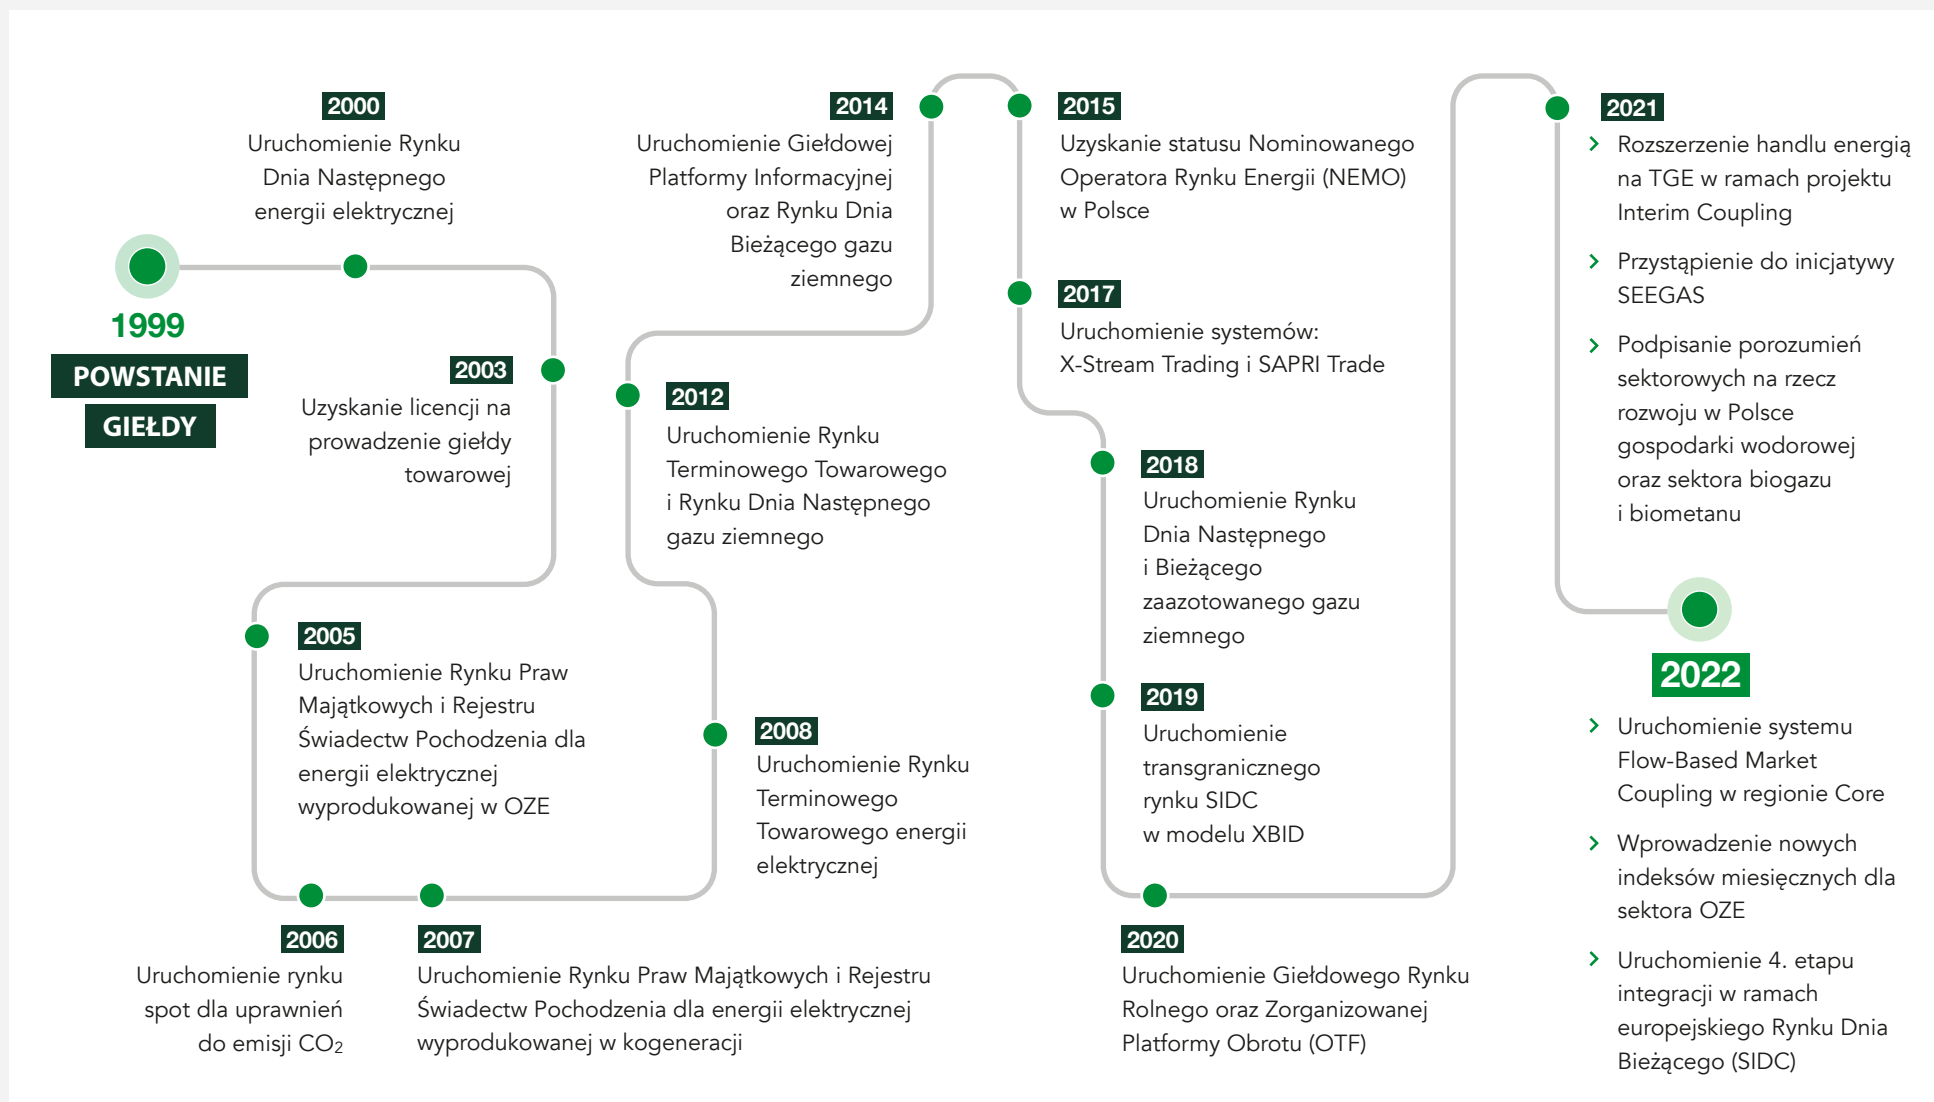 1999
POWSTANIE
GIEŁDY
2000
Uruchomienie Rynku
Dnia Następnego
energii elektrycznej
2003
Uzyskanie licencji na
prowadzenie giełdy
towarowej
2005
Uruchomienie Rynku Praw
Majątkowych i Rejestru
Świadectw Pochodzenia dla
energii elektrycznej
wyprodukowanej w OZE
2006
Uruchomienie rynku
spot dla uprawnień
do emisji CO₂
2007
Uruchomienie Rynku Praw Majątkowych i Rejestru
Świadectw Pochodzenia dla energii elektrycznej
wyprodukowanej w kogeneracji
2008
Uruchomienie Rynku
Terminowego
Towarowego energii
elektrycznej
2012
Uruchomienie Rynku
Terminowego Towarowego
i Rynku Dnia Następnego
gazu ziemnego
2014
Uruchomienie Giełdowej
Platformy Informacyjnej
oraz Rynku Dnia
Bieżącego gazu
ziemnego
2015
Uzyskanie statusu Nominowanego
Operatora Rynku Energii (NEMO)
w Polsce
2017
Uruchomienie systemów:
X-Stream Trading i SAPRI Trade
2018
Uruchomienie Rynku
Dnia Następnego
i Bieżącego
zaazotowanego gazu
ziemnego
2019
Uruchomienie
transgranicznego
rynku SIDC
w modelu XBID
2020
Uruchomienie Giełdowego Rynku
Rolnego oraz Zorganizowanej
Platformy Obrotu (OTF)
2021
Rozszerzenie handlu energią
na TGE w ramach projektu
Interim Coupling
Przystąpienie do inicjatywy
SEEGAS
Podpisanie porozumień
sektorowych na rzecz
rozwoju w Polsce
gospodarki wodorowej
oraz sektora biogazu
i biometanu
2022
Uruchomienie systemu
Flow-Based Market
Coupling w regionie Core
Wprowadzenie nowych
indeksów miesięcznych dla
sektora OZE
Uruchomienie 4. etapu
integracji w ramach
europejskiego Rynku Dnia
Bieżącego (SIDC)